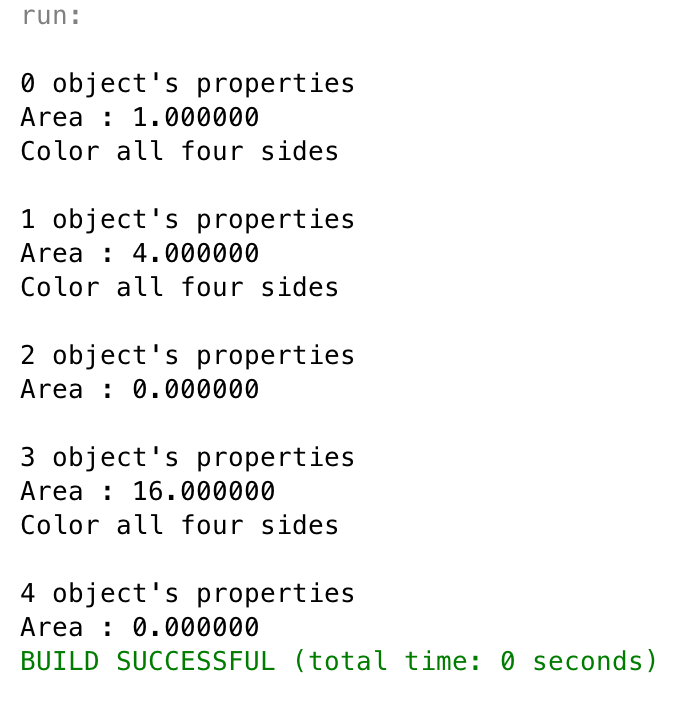 run:
0 object's properties
Area : 1.000000
Color all four sides
1 object's properties
Area : 4.000000
Color all four sides
2 object's properties
Area : 0.000000
3 object's properties
Area : 16.000000
Color all four sides
4 object's properties
Area : 0.000000
BUILD SUCCESSFUL (total time: 0 seconds)